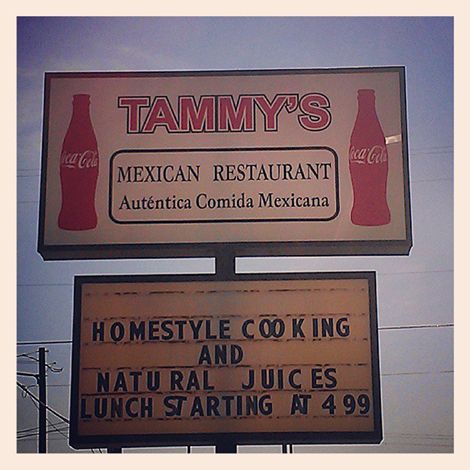 TAMMY'S
Coca-Cola
Coca-Cola
MEXICAN RESTAURANT
Auténtica Comida Mexicana
HOMESTYLE COOKING
AND
NATURAL JUICES
LUNCH STARTING AT 4 99